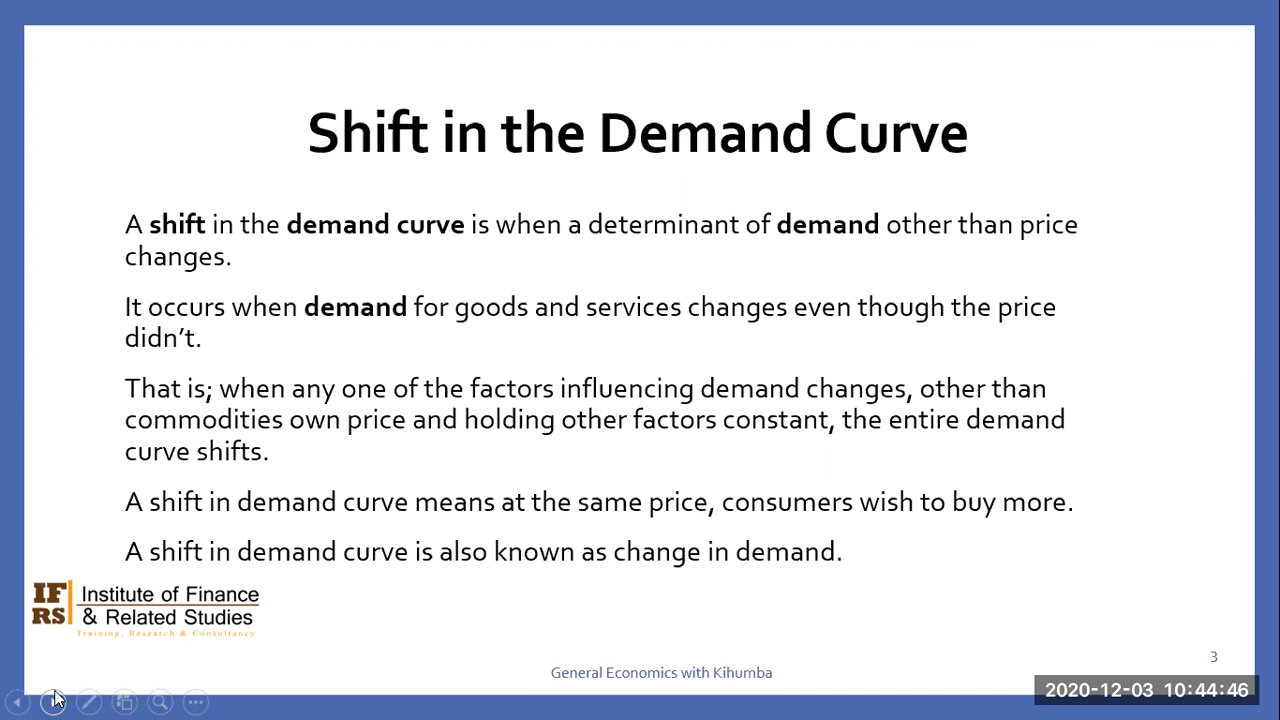 Shift in the Demand Curve
A shift in the demand curve is when a determinant of demand other than price
changes.
It occurs when demand for goods and services changes even though the price
didn't.
That is; when any one of the factors influencing demand changes, other than
commodities own price and holding other factors constant, the entire demand
curve shifts.
A shift in demand curve means at the same price, consumers wish to buy more.
A shift in demand curve is also known as change in demand.
IF
RS
Institute of Finance
& Related Studies
Training, Research & Consultancy
3
General Economics with Kihumba
2020-12-03 10:44:46